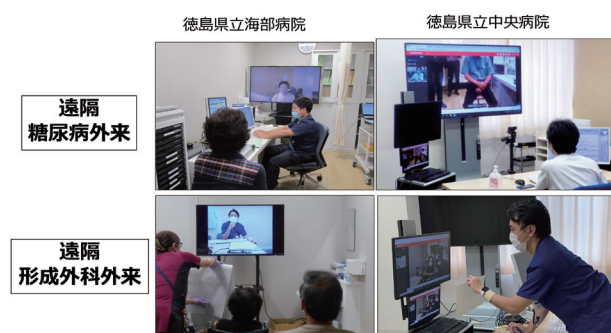 徳島県立海部病院
徳島県立中央病院
遠隔
糖尿病外来
遠隔
形成外科外来